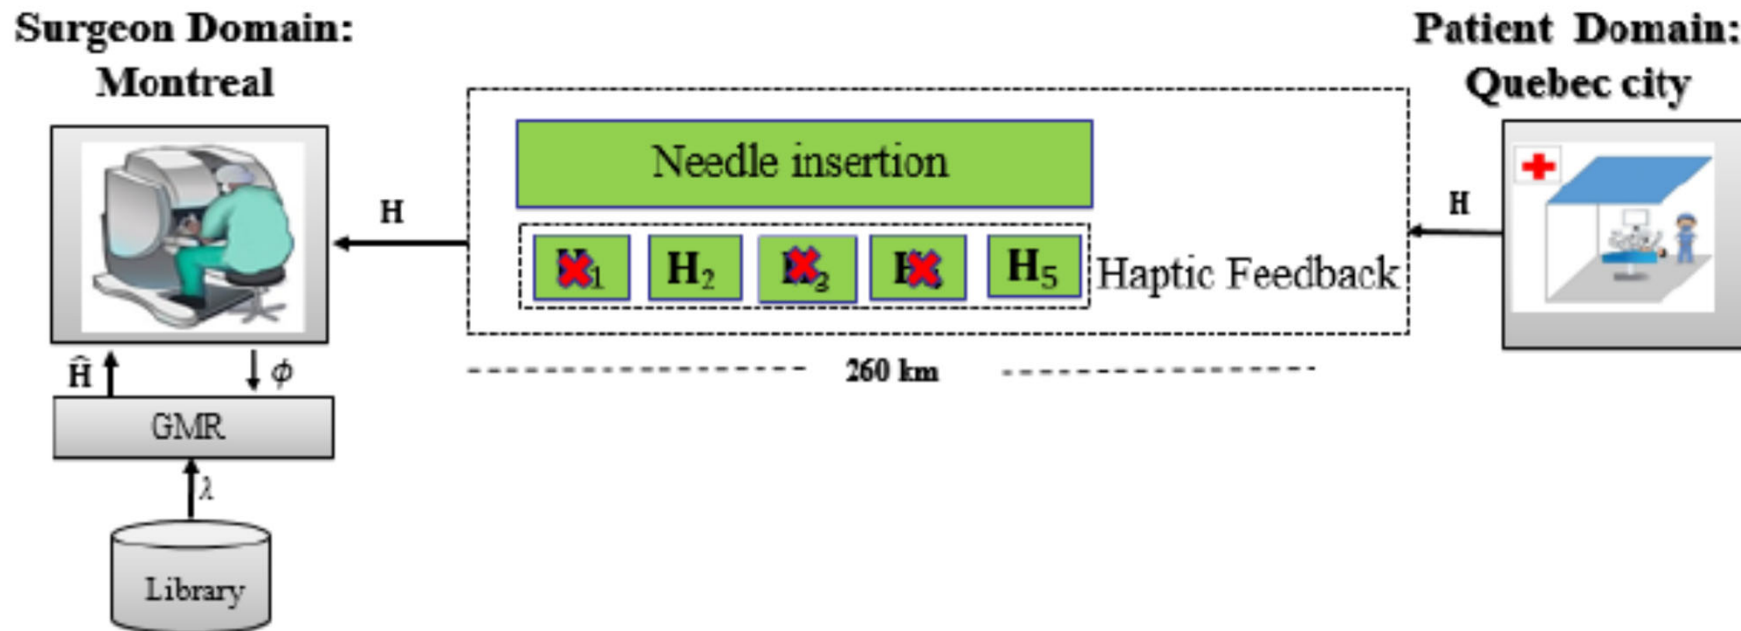 Surgeon Domain:
Montreal
Patient Domain:
Quebec city
Needle insertion
H
H
H₂
H₅
Haptic Feedback
260 km
Ĥ
ϕ
GMR
λ
Library